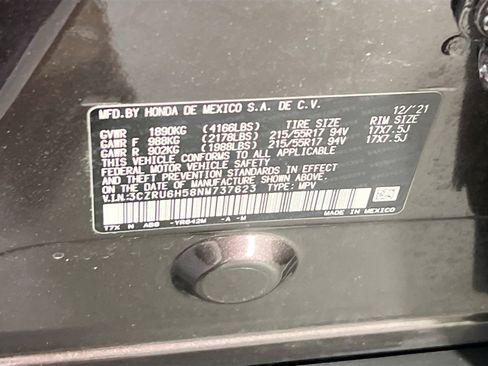 MFD.BY HONDA DE MEXICO S.A. DE C.V. 12/'21
GVWR 1890KG (4166LBS) TIRE SIZE RIM SIZE
GAWR F 988KG (2178LBS) 215/55R17 94V 17X7.5J
GAWR R 902KG (1988LBS) 215/55R17 94V 17X7.5J
THIS VEHICLE CONFORMS TO ALL APPLICABLE
FEDERAL MOTOR VEHICLE SAFETY
STANDARDS IN EFFECT ON THE DATE OF
MANUFACTURE SHOWN ABOVE.
V.I.N.:3CZRU6H58NM737623 TYPE: MPV
MADE IN MEXICO
T7X N AB6 -YR642M -A -M